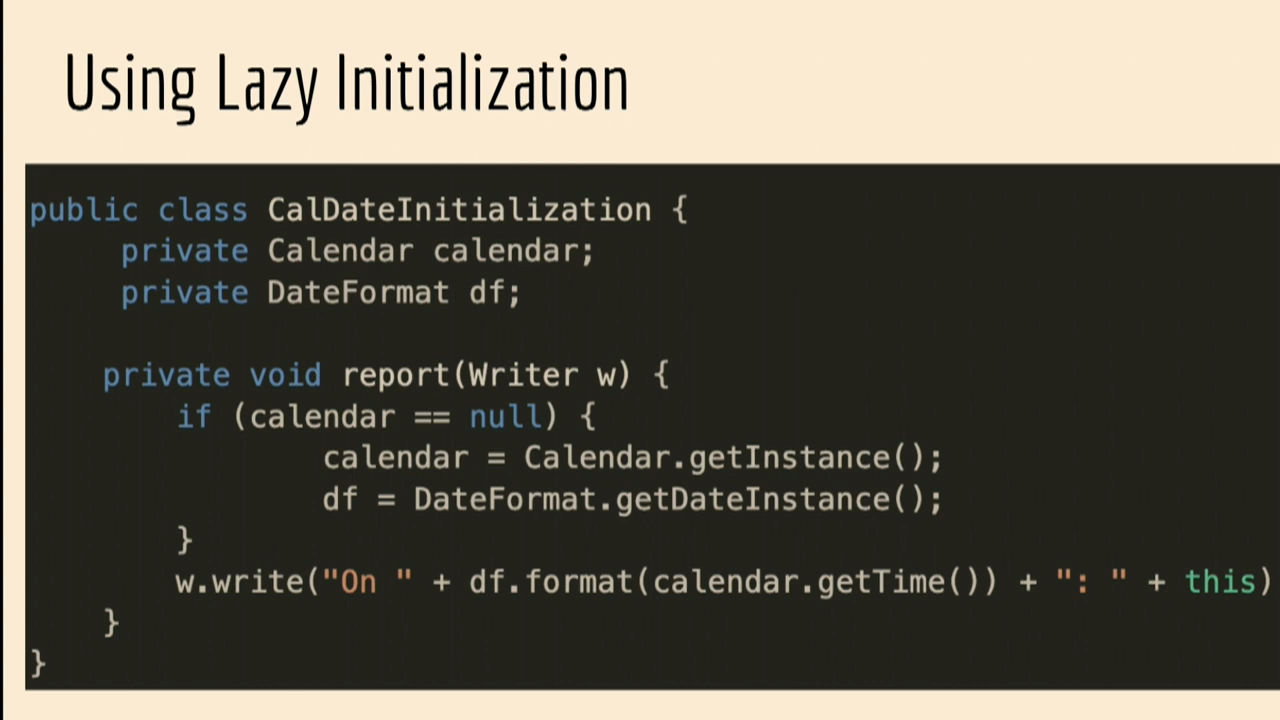 Using Lazy Initialization
public class CalDateInitialization {
private Calendar calendar;
private DateFormat df;
private void report(Writer w) {
if (calendar == null) {
calendar = Calendar.getInstance();
df = DateFormat.getDateInstance();
}
w.write("On " + df.format(calendar.getTime()) + ": " + this)
}
}